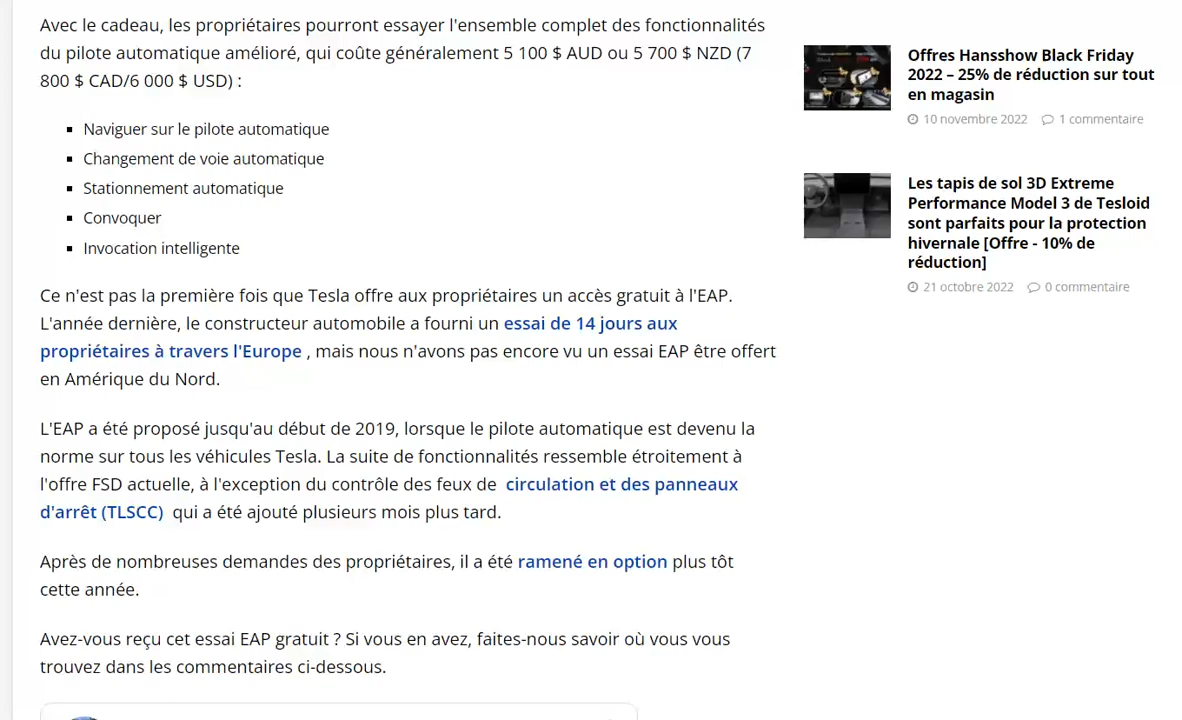 Avec le cadeau, les propriétaires pourront essayer l'ensemble complet des fonctionnalités
du pilote automatique amélioré, qui coûte généralement 5 100 $ AUD ou 5 700 $ NZD (7
800 $ CAD/6 000 $ USD) :
Naviguer sur le pilote automatique
Changement de voie automatique
Stationnement automatique
Convoquer
Invocation intelligente
Ce n'est pas la première fois que Tesla offre aux propriétaires un accès gratuit à l'EAP.
L'année dernière, le constructeur automobile a fourni un essai de 14 jours aux
propriétaires à travers l'Europe , mais nous n'avons pas encore vu un essai EAP être offert
en Amérique du Nord.
L'EAP a été proposé jusqu'au début de 2019, lorsque le pilote automatique est devenu la
norme sur tous les véhicules Tesla. La suite de fonctionnalités ressemble étroitement à
l'offre FSD actuelle, à l'exception du contrôle des feux de circulation et des panneaux
d'arrêt (TLSCC) qui a été ajouté plusieurs mois plus tard.
Après de nombreuses demandes des propriétaires, il a été ramené en option plus tôt
cette année.
Avez-vous reçu cet essai EAP gratuit ? Si vous en avez, faites-nous savoir où vous vous
trouvez dans les commentaires ci-dessous.
Offres Hansshow Black Friday
2022 – 25% de réduction sur tout
en magasin
10 novembre 2022 1 commentaire
Les tapis de sol 3D Extreme
Performance Model 3 de Tesloid
sont parfaits pour la protection
hivernale [Offre - 10% de
réduction]
21 octobre 2022 0 commentaire